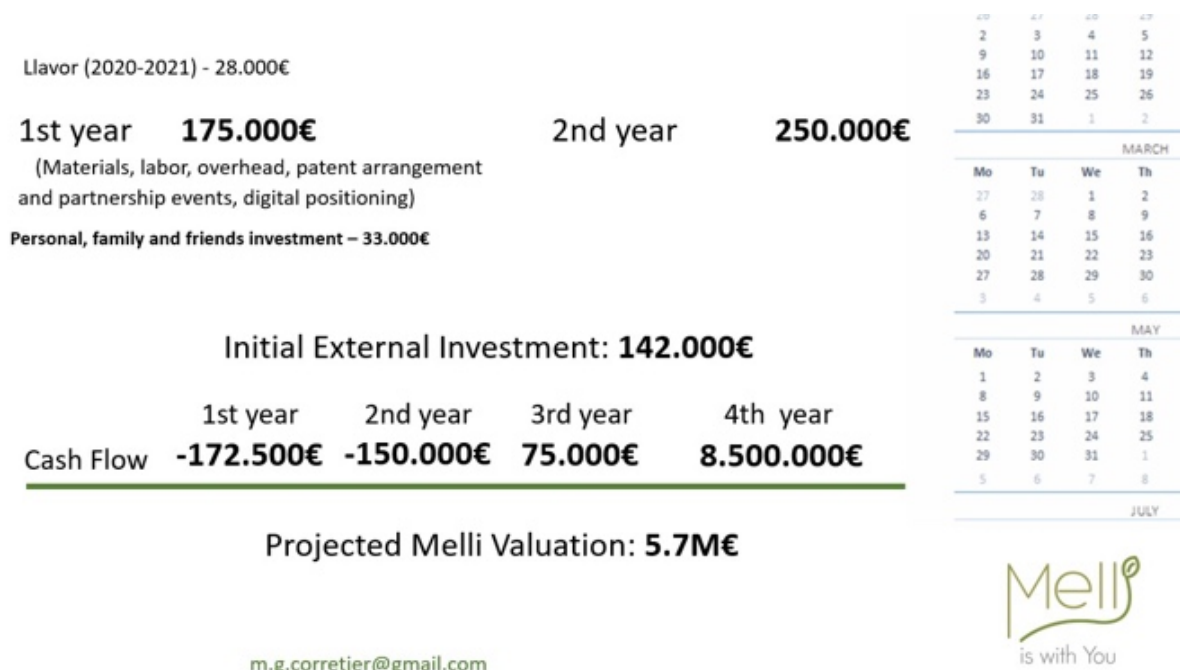 Llavor (2020-2021) - 28.000€
1st year 175.000€ 2nd year 250.000€
(Materials, labor, overhead, patent arrangement
and partnership events, digital positioning)
Personal, family and friends investment – 33.000€
Initial External Investment: 142.000€
1st year 2nd year 3rd year 4th year
Cash Flow -172.500€ -150.000€ 75.000€ 8.500.000€
Projected Melli Valuation: 5.7M€
m.g.corretier@gmail.com
26 27 28 29
2 3 4 5
9 10 11 12
16 17 18 19
23 24 25 26
30 31 1 2
MARCH
Mo Tu We Th
27 28 1 2
6 7 8 9
13 14 15 16
20 21 22 23
27 28 29 30
3 4 5 6
MAY
Mo Tu We Th
1 2 3 4
8 9 10 11
15 16 17 18
22 23 24 25
29 30 31 1
5 6 7 8
JULY
Melli
is with You